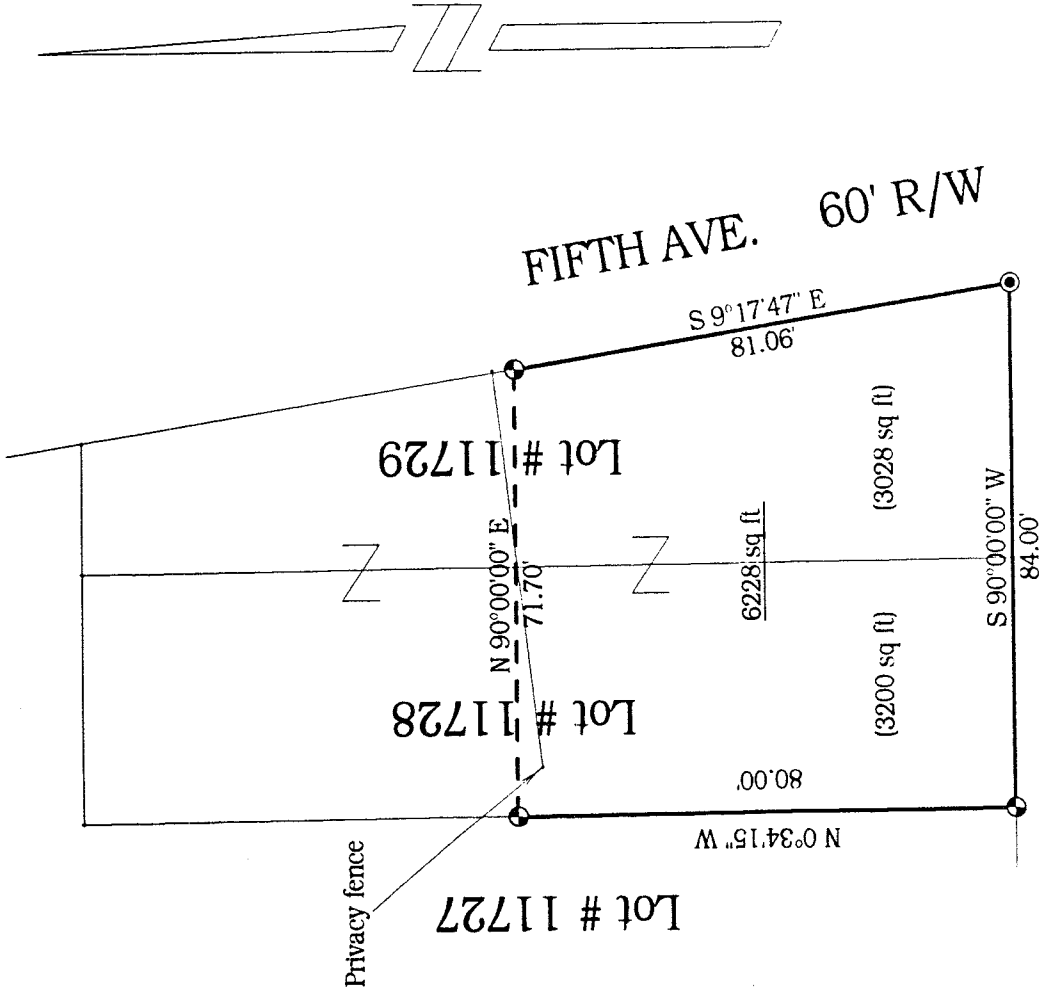 FIFTH AVE. 60' R/W
S 9°17'47" E
81.06'
Lot # 11729
N 90°00'00" E
71.70'
(3028 sq ft)
6228 sq ft
(3200 sq ft)
S 90°00'00" W
84.00'
Lot # 11728
80.00'
N 0°34'15" W
Privacy fence
Lot # 11727